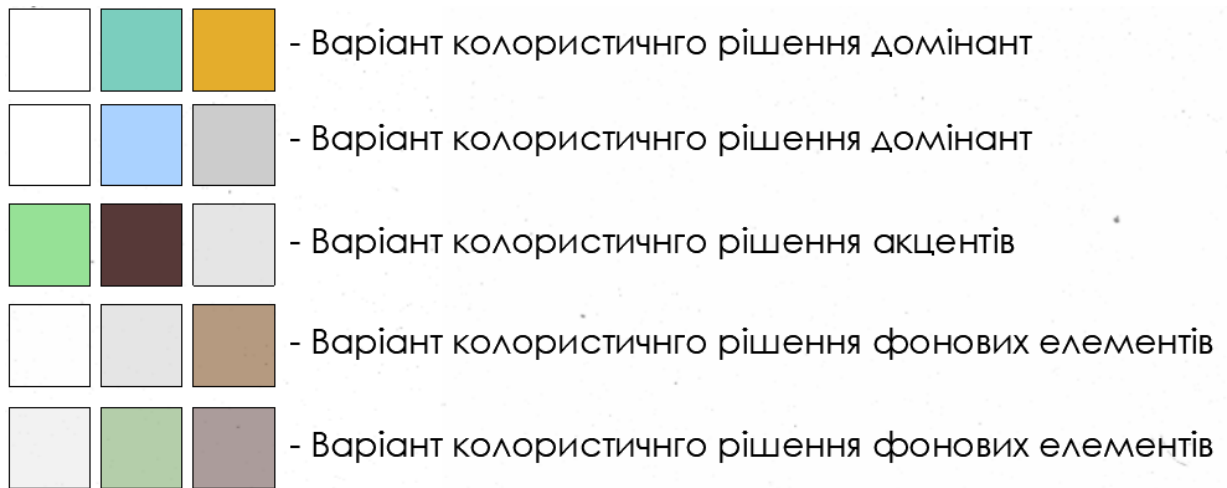 - Варіант колористичнго рішення домінант
- Варіант колористичнго рішення домінант
- Варіант колористичнго рішення акцентів
- Варіант колористичнго рішення фонових елементів
- Варіант колористичнго рішення фонових елементів